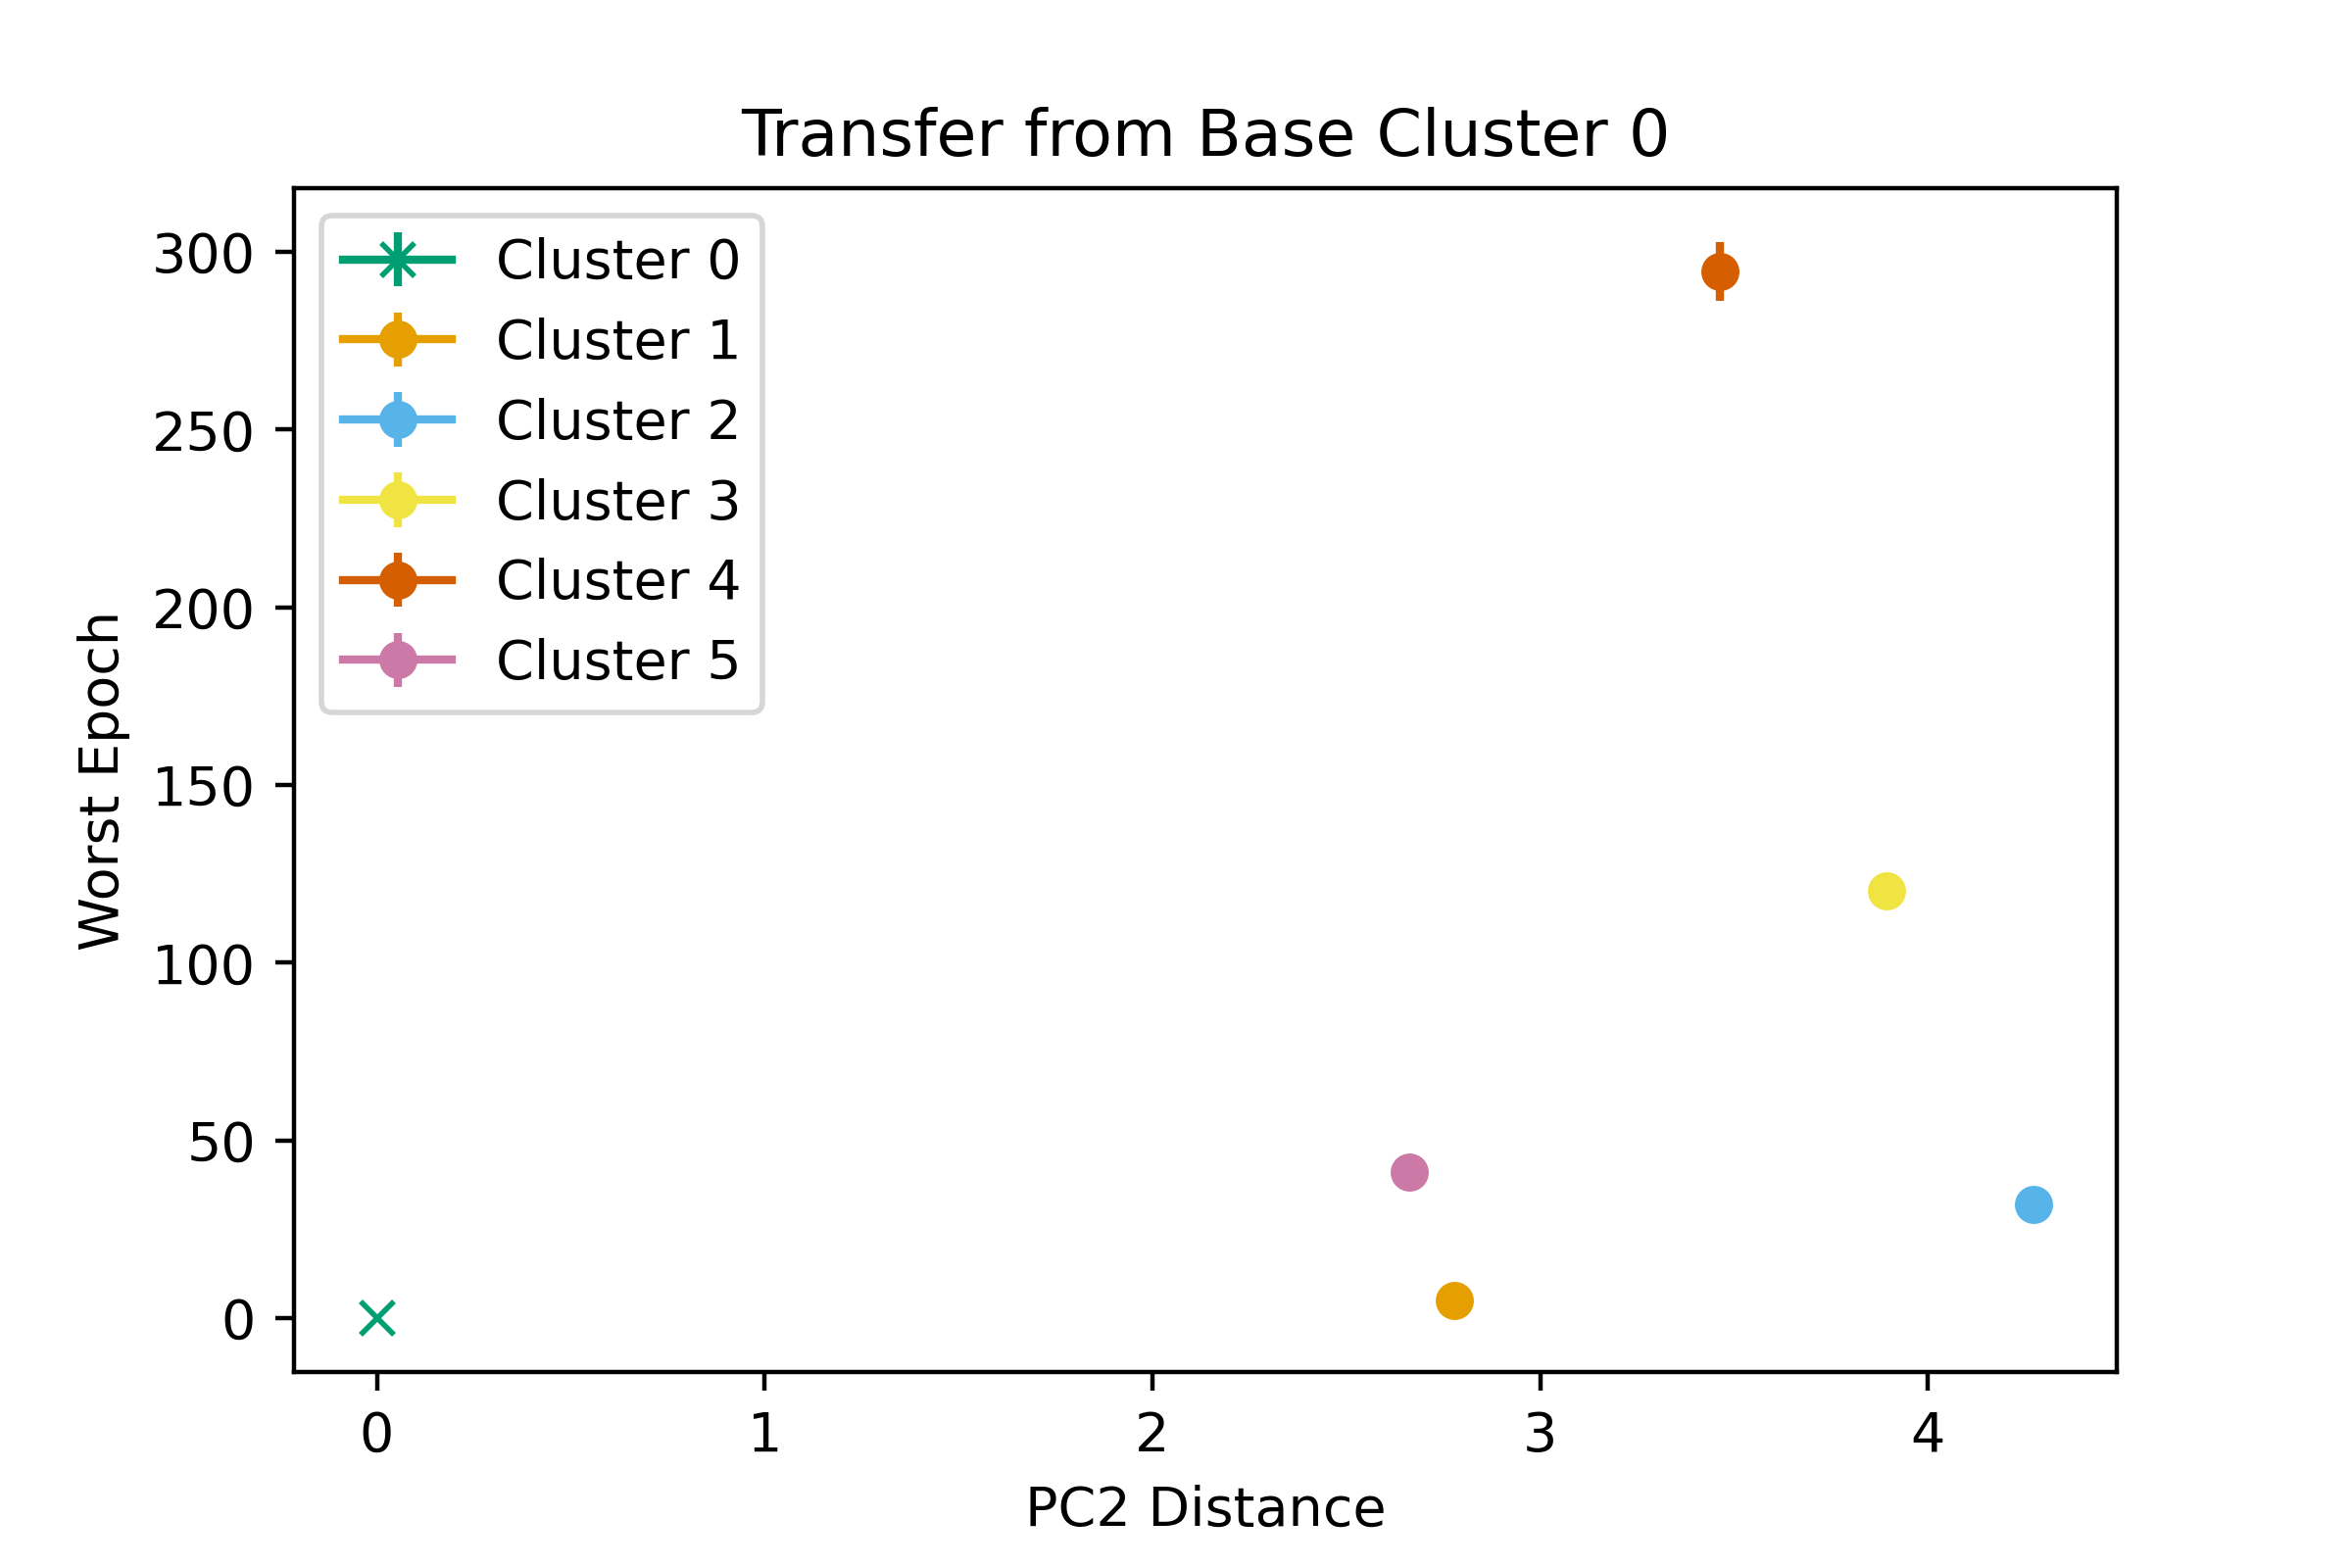 Transfer from Base Cluster 0
Cluster 0
Cluster 1
Cluster 2
Cluster 3
Cluster 4
Cluster 5
300
250
200
150
100
50
0
Worst Epoch
0 1 2 3 4
PC2 Distance